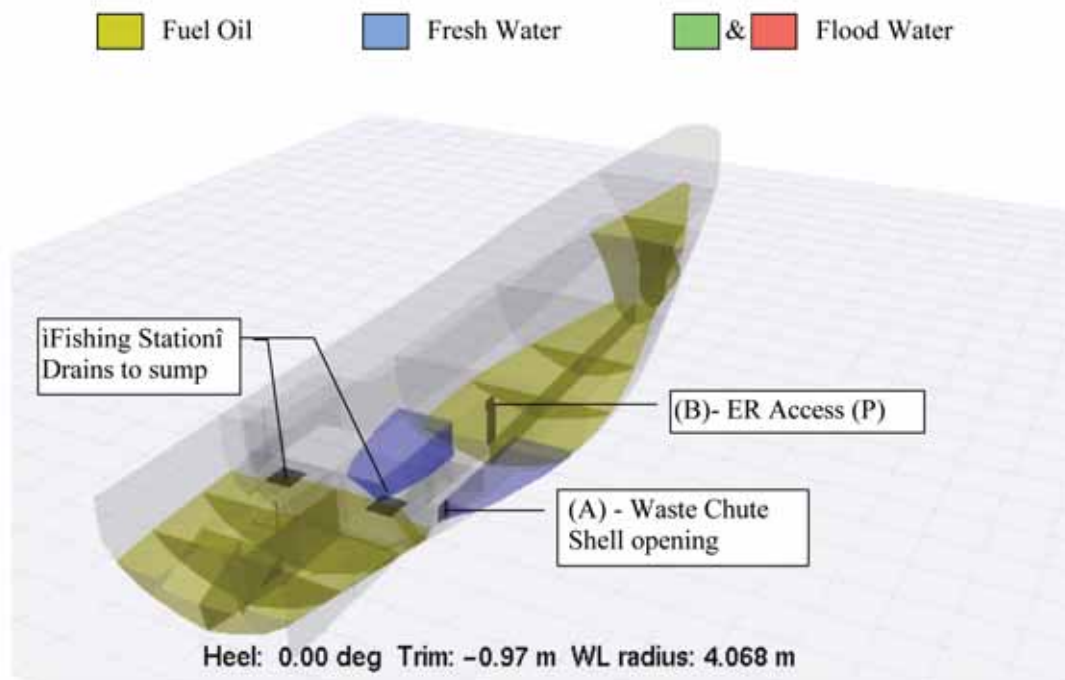 Fuel Oil Fresh Water & Flood Water
ìFishing Stationî
Drains to sump
(B)- ER Access (P)
(A) - Waste Chute
Shell opening
Heel: 0.00 deg Trim: −0.97 m WL radius: 4.068 m